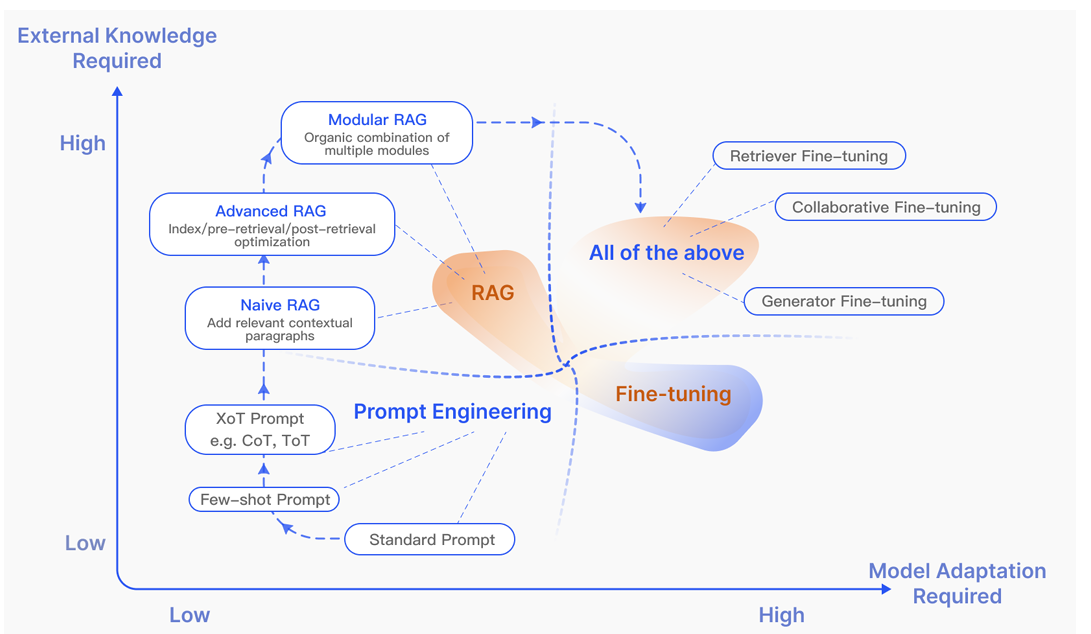 External Knowledge
Required
High
Modular RAG
Organic combination of
multiple modules
Retriever Fine-tuning
Advanced RAG
Index/pre-retrieval/post-retrieval
optimization
Collaborative Fine-tuning
All of the above
RAG
Naive RAG
Add relevant contextual
paragraphs
Generator Fine-tuning
Fine-tuning
Prompt Engineering
XoT Prompt
e.g. CoT, ToT
Few-shot Prompt
Standard Prompt
Low
Model Adaptation
Required
Low
High